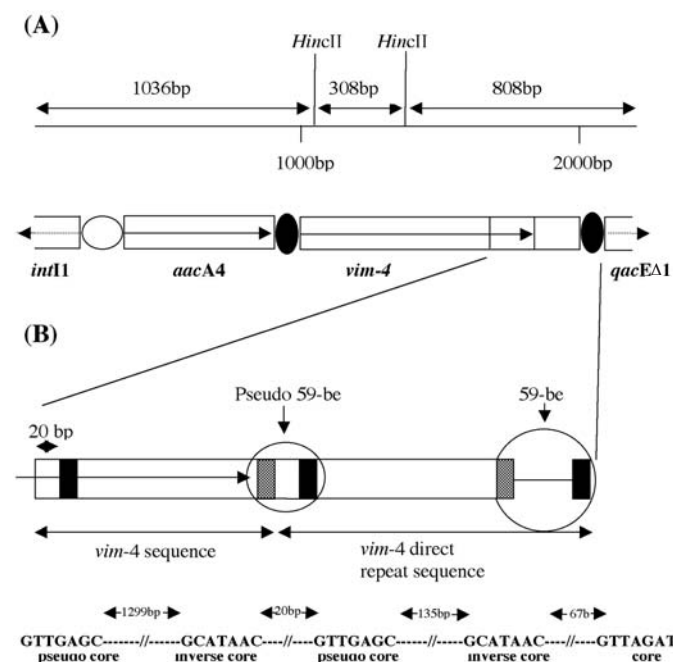 (A)
HincII HincII
1036bp 308bp 808bp
1000bp 2000bp
intI1 aacA4 vim-4 qacEΔ1
(B)
Pseudo 59-be 59-be
20 bp
vim-4 sequence vim-4 direct
repeat sequence
1299bp 20bp 135bp 67b
GTTGAGC------//------GCATAAC----//----GTTGAGC-----//-----GCATAAC----//----GTTAGAT
pseugo core inverse core pseugo core inverse core core